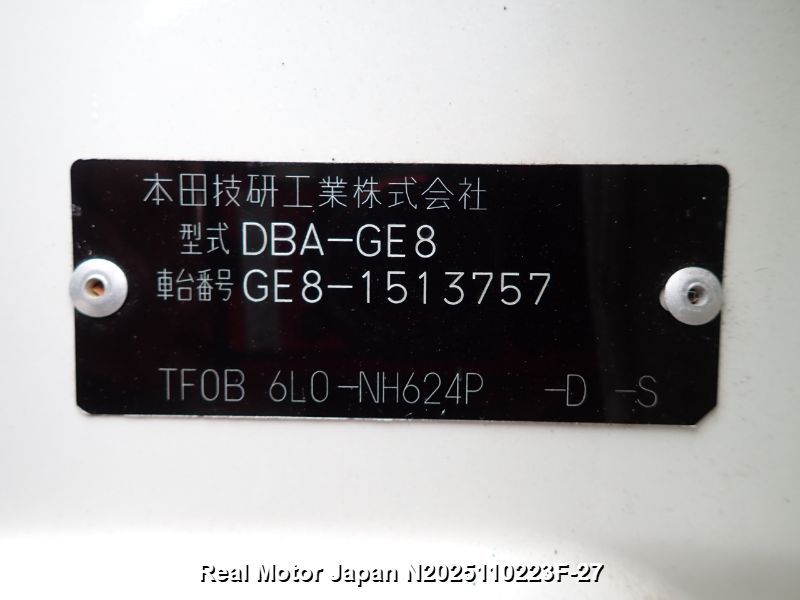 本田技研工業株式会社
型式 DBA-GE8
車台番号 GE8-1513757
TF0B 6L0-NH624P -D -S
Real Motor Japan N2025110223F-27